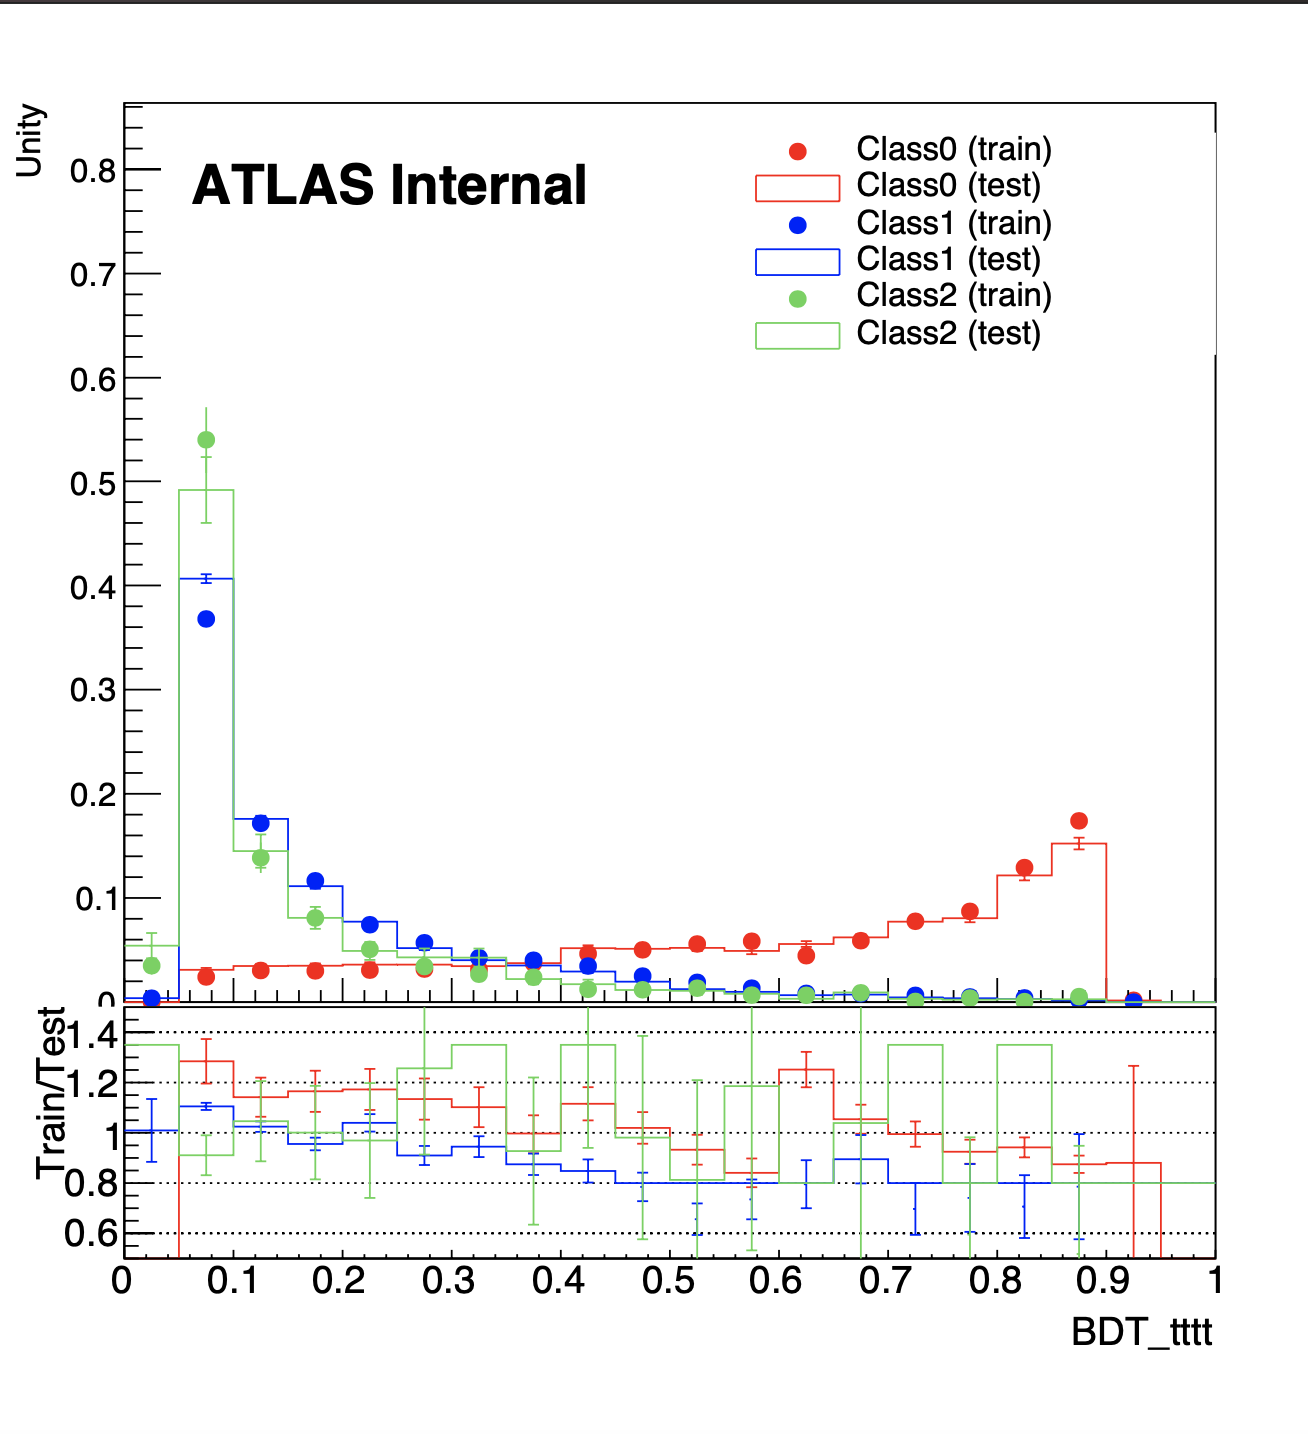 Unity
0.8
0.7
0.6
0.5
0.4
0.3
0.2
0.1
0
ATLAS Internal
Class0 (train)
Class0 (test)
Class1 (train)
Class1 (test)
Class2 (train)
Class2 (test)
Train/Test
1.4
1.2
1
0.8
0.6
0 0.1 0.2 0.3 0.4 0.5 0.6 0.7 0.8 0.9 1
BDT_tttt